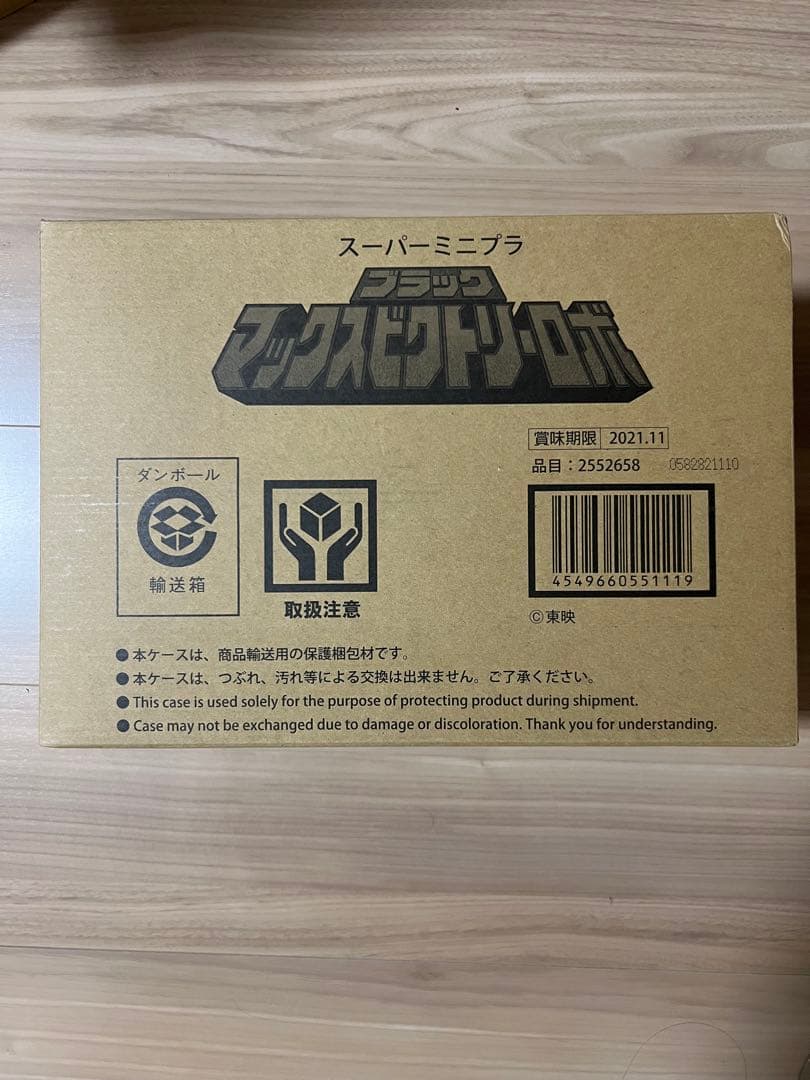 スーパーミニプラ
ブラック
マックスビクトリーロボ
賞味期限 2021.11
品目：2552658 0582821110
ダンボール
輸送箱
取扱注意
4549660551119
©東映
●本ケースは、商品輸送用の保護梱包材です。
●本ケースは、つぶれ、汚れ等による交換は出来ません。ご了承ください。
●This case is used solely for the purpose of protecting product during shipment.
●Case may not be exchanged due to damage or discoloration. Thank you for understanding.